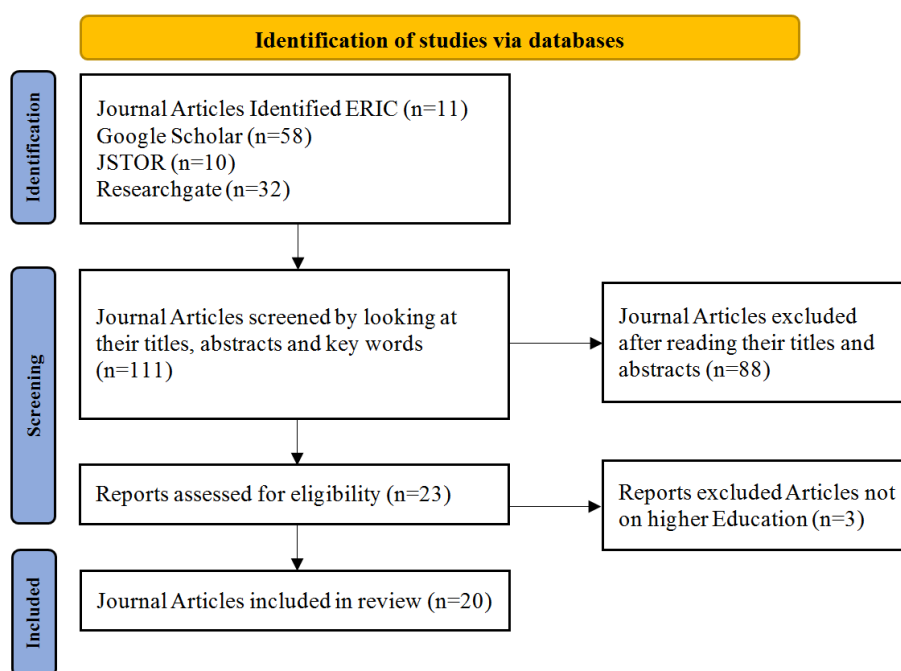 Identification of studies via databases
Identification
Journal Articles Identified ERIC (n=11)
Google Scholar (n=58)
JSTOR (n=10)
Researchgate (n=32)
Screening
Journal Articles screened by looking at
their titles, abstracts and key words
(n=111)
Journal Articles excluded
after reading their titles and
abstracts (n=88)
Reports assessed for eligibility (n=23)
Reports excluded Articles not
on higher Education (n=3)
Included
Journal Articles included in review (n=20)